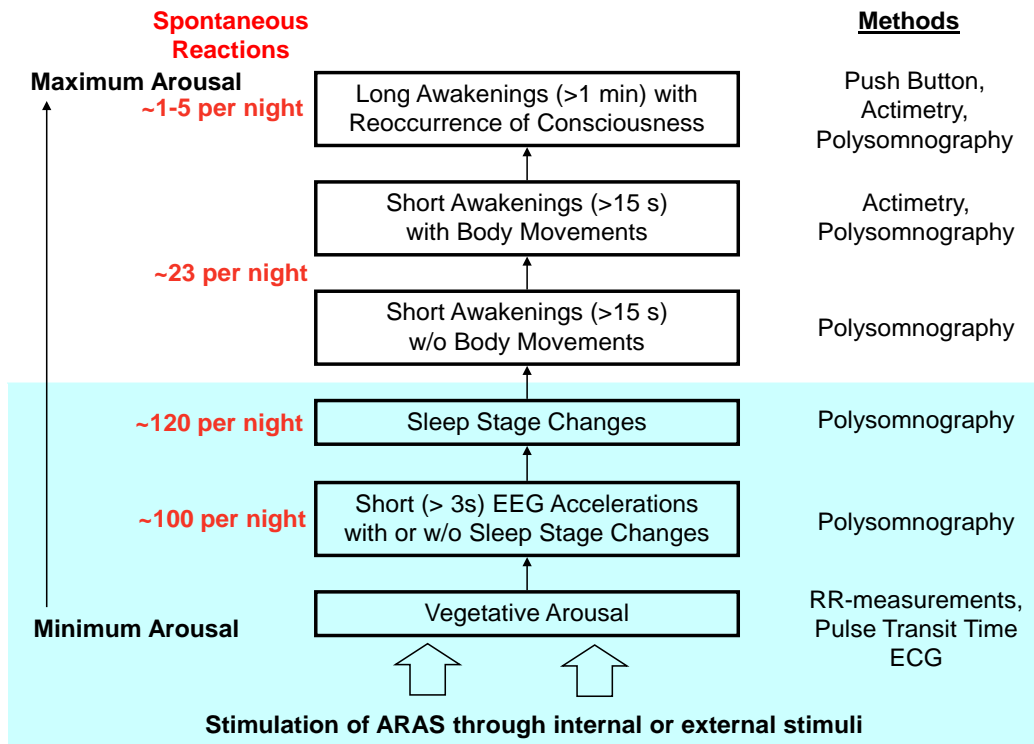 Spontaneous
Reactions
Methods
Maximum Arousal
~1-5 per night
Long Awakenings (>1 min) with
Reoccurrence of Consciousness
Push Button,
Actimetry,
Polysomnography
Short Awakenings (>15 s)
with Body Movements
Actimetry,
Polysomnography
~23 per night
Short Awakenings (>15 s)
w/o Body Movements
Polysomnography
~120 per night
Sleep Stage Changes
Polysomnography
~100 per night
Short (> 3s) EEG Accelerations
with or w/o Sleep Stage Changes
Polysomnography
Minimum Arousal
Vegetative Arousal
RR-measurements,
Pulse Transit Time
ECG
Stimulation of ARAS through internal or external stimuli